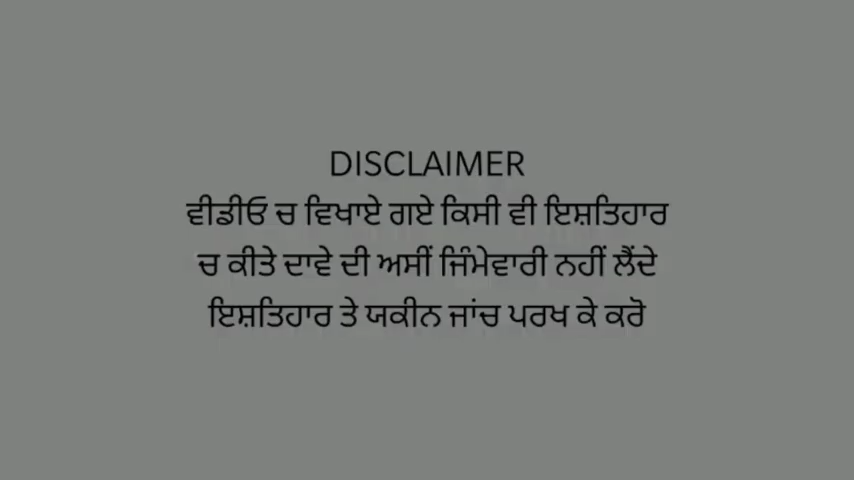 DISCLAIMER
ਵੀਡੀਓ ਚ ਵਿਖਾਏ ਗਏ ਕਿਸੀ ਵੀ ਇਸ਼ਤਿਹਾਰ
ਚ ਕੀਤੇ ਦਾਵੇ ਦੀ ਅਸੀਂ ਜਿੰਮੇਵਾਰੀ ਨਹੀਂ ਲੈਂਦੇ
ਇਸ਼ਤਿਹਾਰ ਤੇ ਯਕੀਨ ਜਾਂਚ ਪਰਖ ਕੇ ਕਰੋ